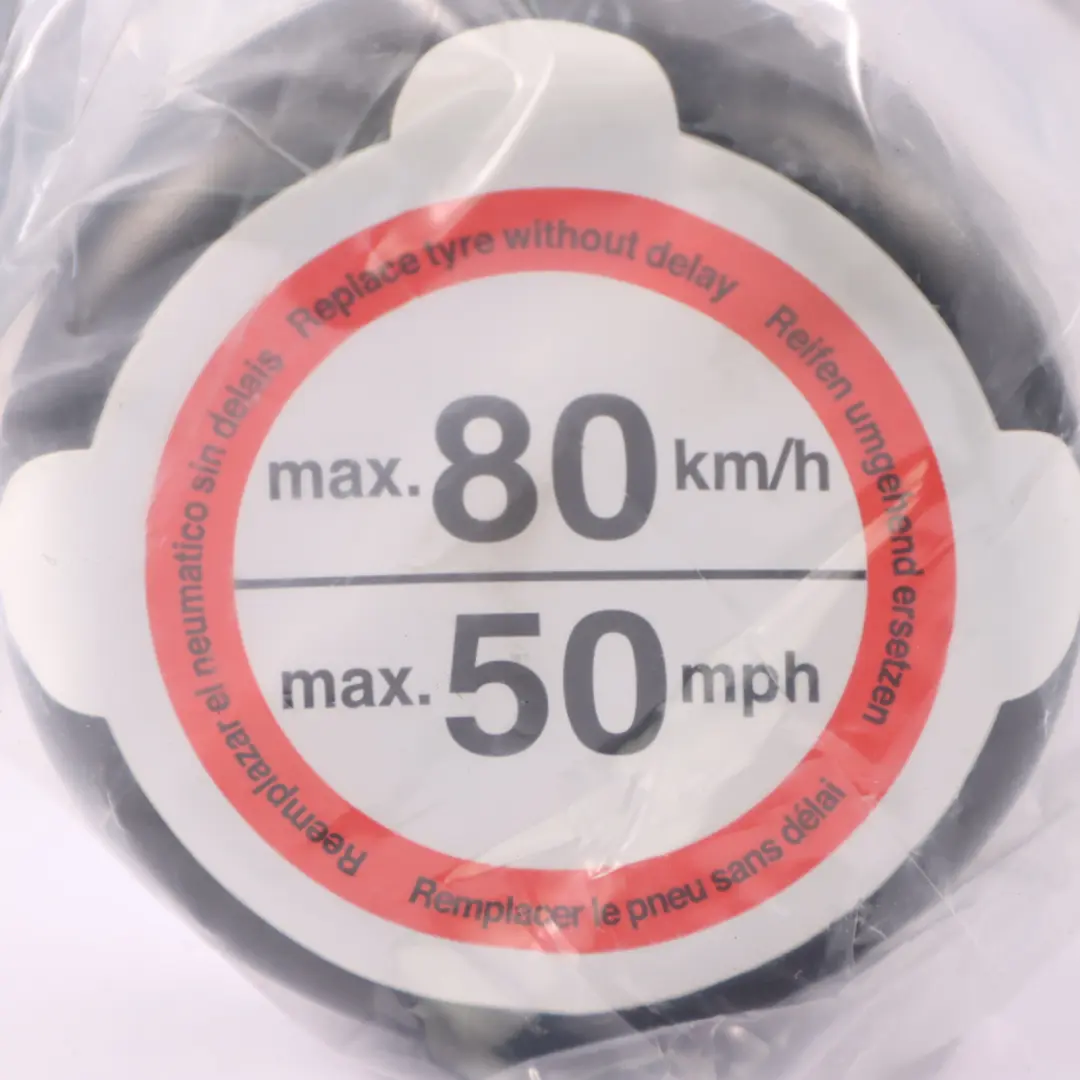 Replace tyre without delay
Reifen umgehend ersetzen
Remplacer le pneu sans délai
Reemplazar el neumatico sin delais
max. 80 km/h
max. 50 mph